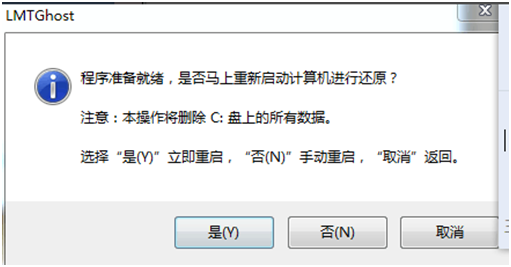 LMTGhost
程序准备就绪，是否马上重新启动计算机进行还原？
注意：本操作将删除 C: 盘上的所有数据。
选择“是(Y)”立即重启，“否(N)”手动重启，“取消”返回。
是(Y)
否(N)
取消